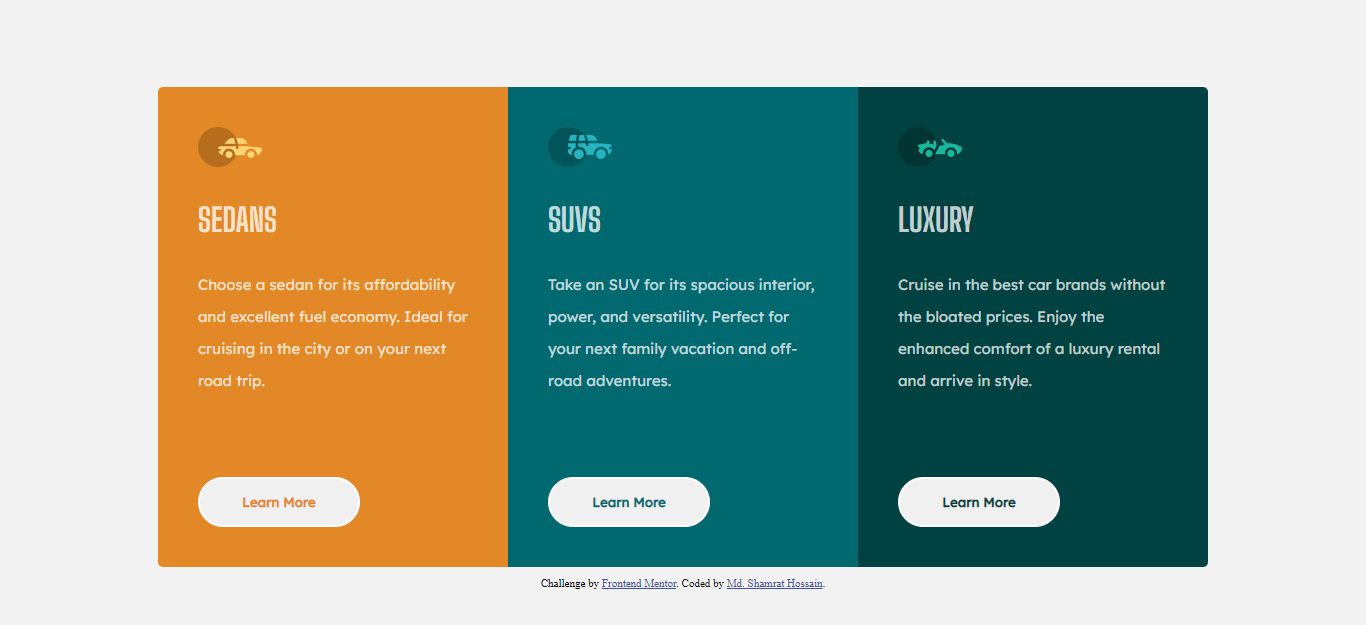 SEDANS
Choose a sedan for its affordability
and excellent fuel economy. Ideal for
cruising in the city or on your next
road trip.
Learn More
SUVS
Take an SUV for its spacious interior,
power, and versatility. Perfect for
your next family vacation and off-
road adventures.
Learn More
LUXURY
Cruise in the best car brands without
the bloated prices. Enjoy the
enhanced comfort of a luxury rental
and arrive in style.
Learn More
Challenge by Frontend Mentor. Coded by Md. Shamrat Hossain.